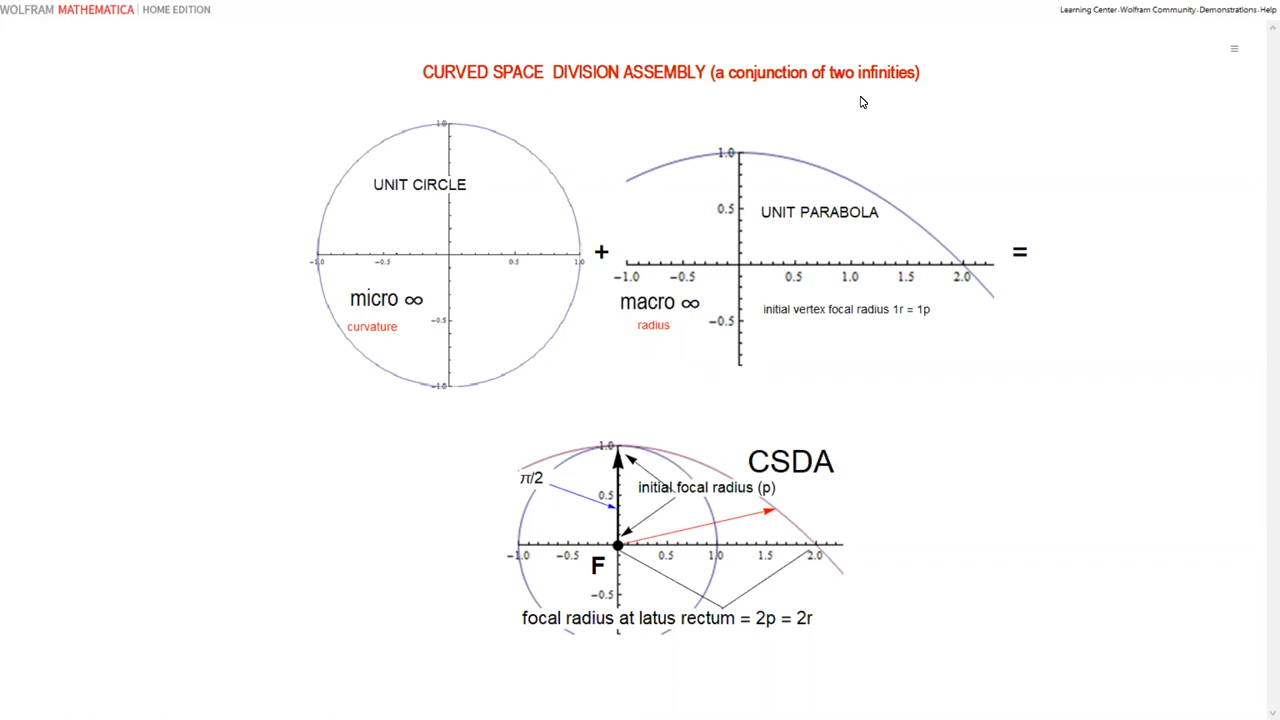 WOLFRAM MATHEMATICA | HOME EDITION
Learning Center Wolfram Community Demonstrations Help
CURVED SPACE DIVISION ASSEMBLY (a conjunction of two infinities)
1.0
UNIT CIRCLE
-1.0 -0.5 0.5 1.0
micro ∞
curvature
-0.5
-1.0
+
1.0
0.5
UNIT PARABOLA
-1.0 -0.5 0.5 1.0 1.5 2.0
macro ∞
radius
initial vertex focal radius 1r = 1p
-0.5
=
1.0
CSDA
π/2
initial focal radius (p)
0.5
-1.0 -0.5 0.5 1.0 1.5 2.0
F
-0.5
focal radius at latus rectum = 2p = 2r